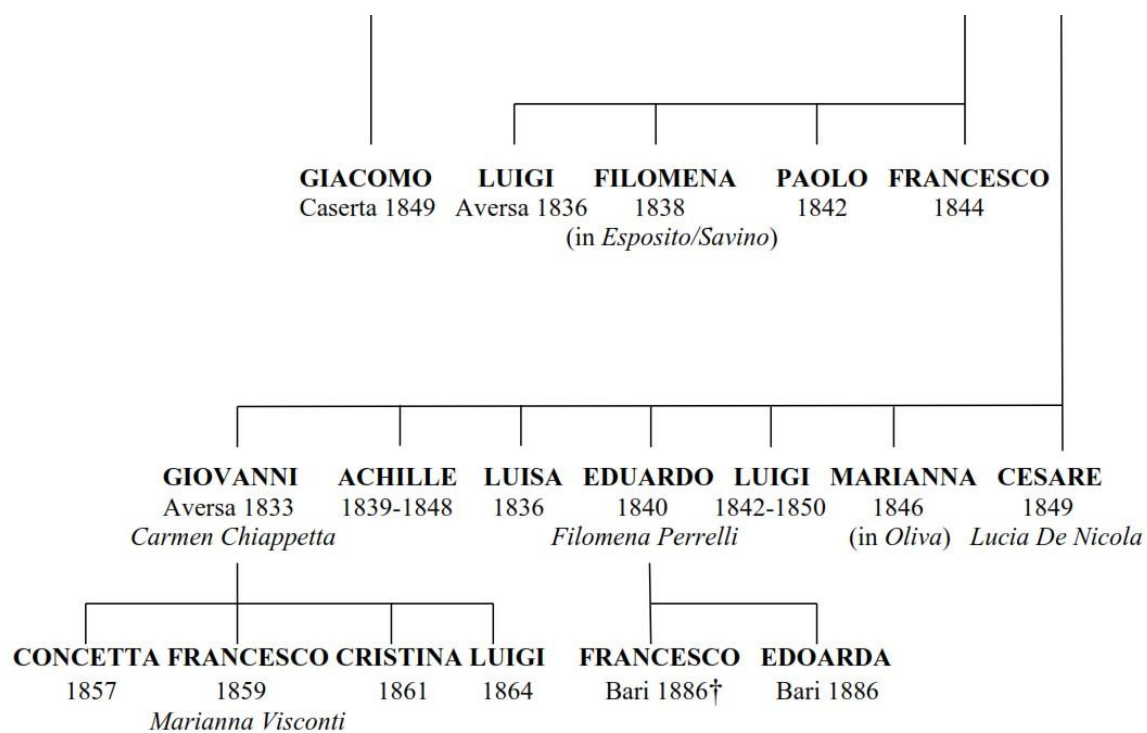 GIACOMO LUIGI FILOMENA PAOLO FRANCESCO
Caserta 1849 Aversa 1836 1838 1842 1844
(in Esposito/Savino)
GIOVANNI ACHILLE LUISA EDUARDO LUIGI MARIANNA CESARE
Aversa 1833 1839-1848 1836 1840 1842-1850 1846 1849
Carmen Chiappetta Filomena Perrelli (in Oliva) Lucia De Nicola
CONCETTA FRANCESCO CRISTINA LUIGI FRANCESCO EDOARDA
1857 1859 1861 1864 Bari 1886† Bari 1886
Marianna Visconti